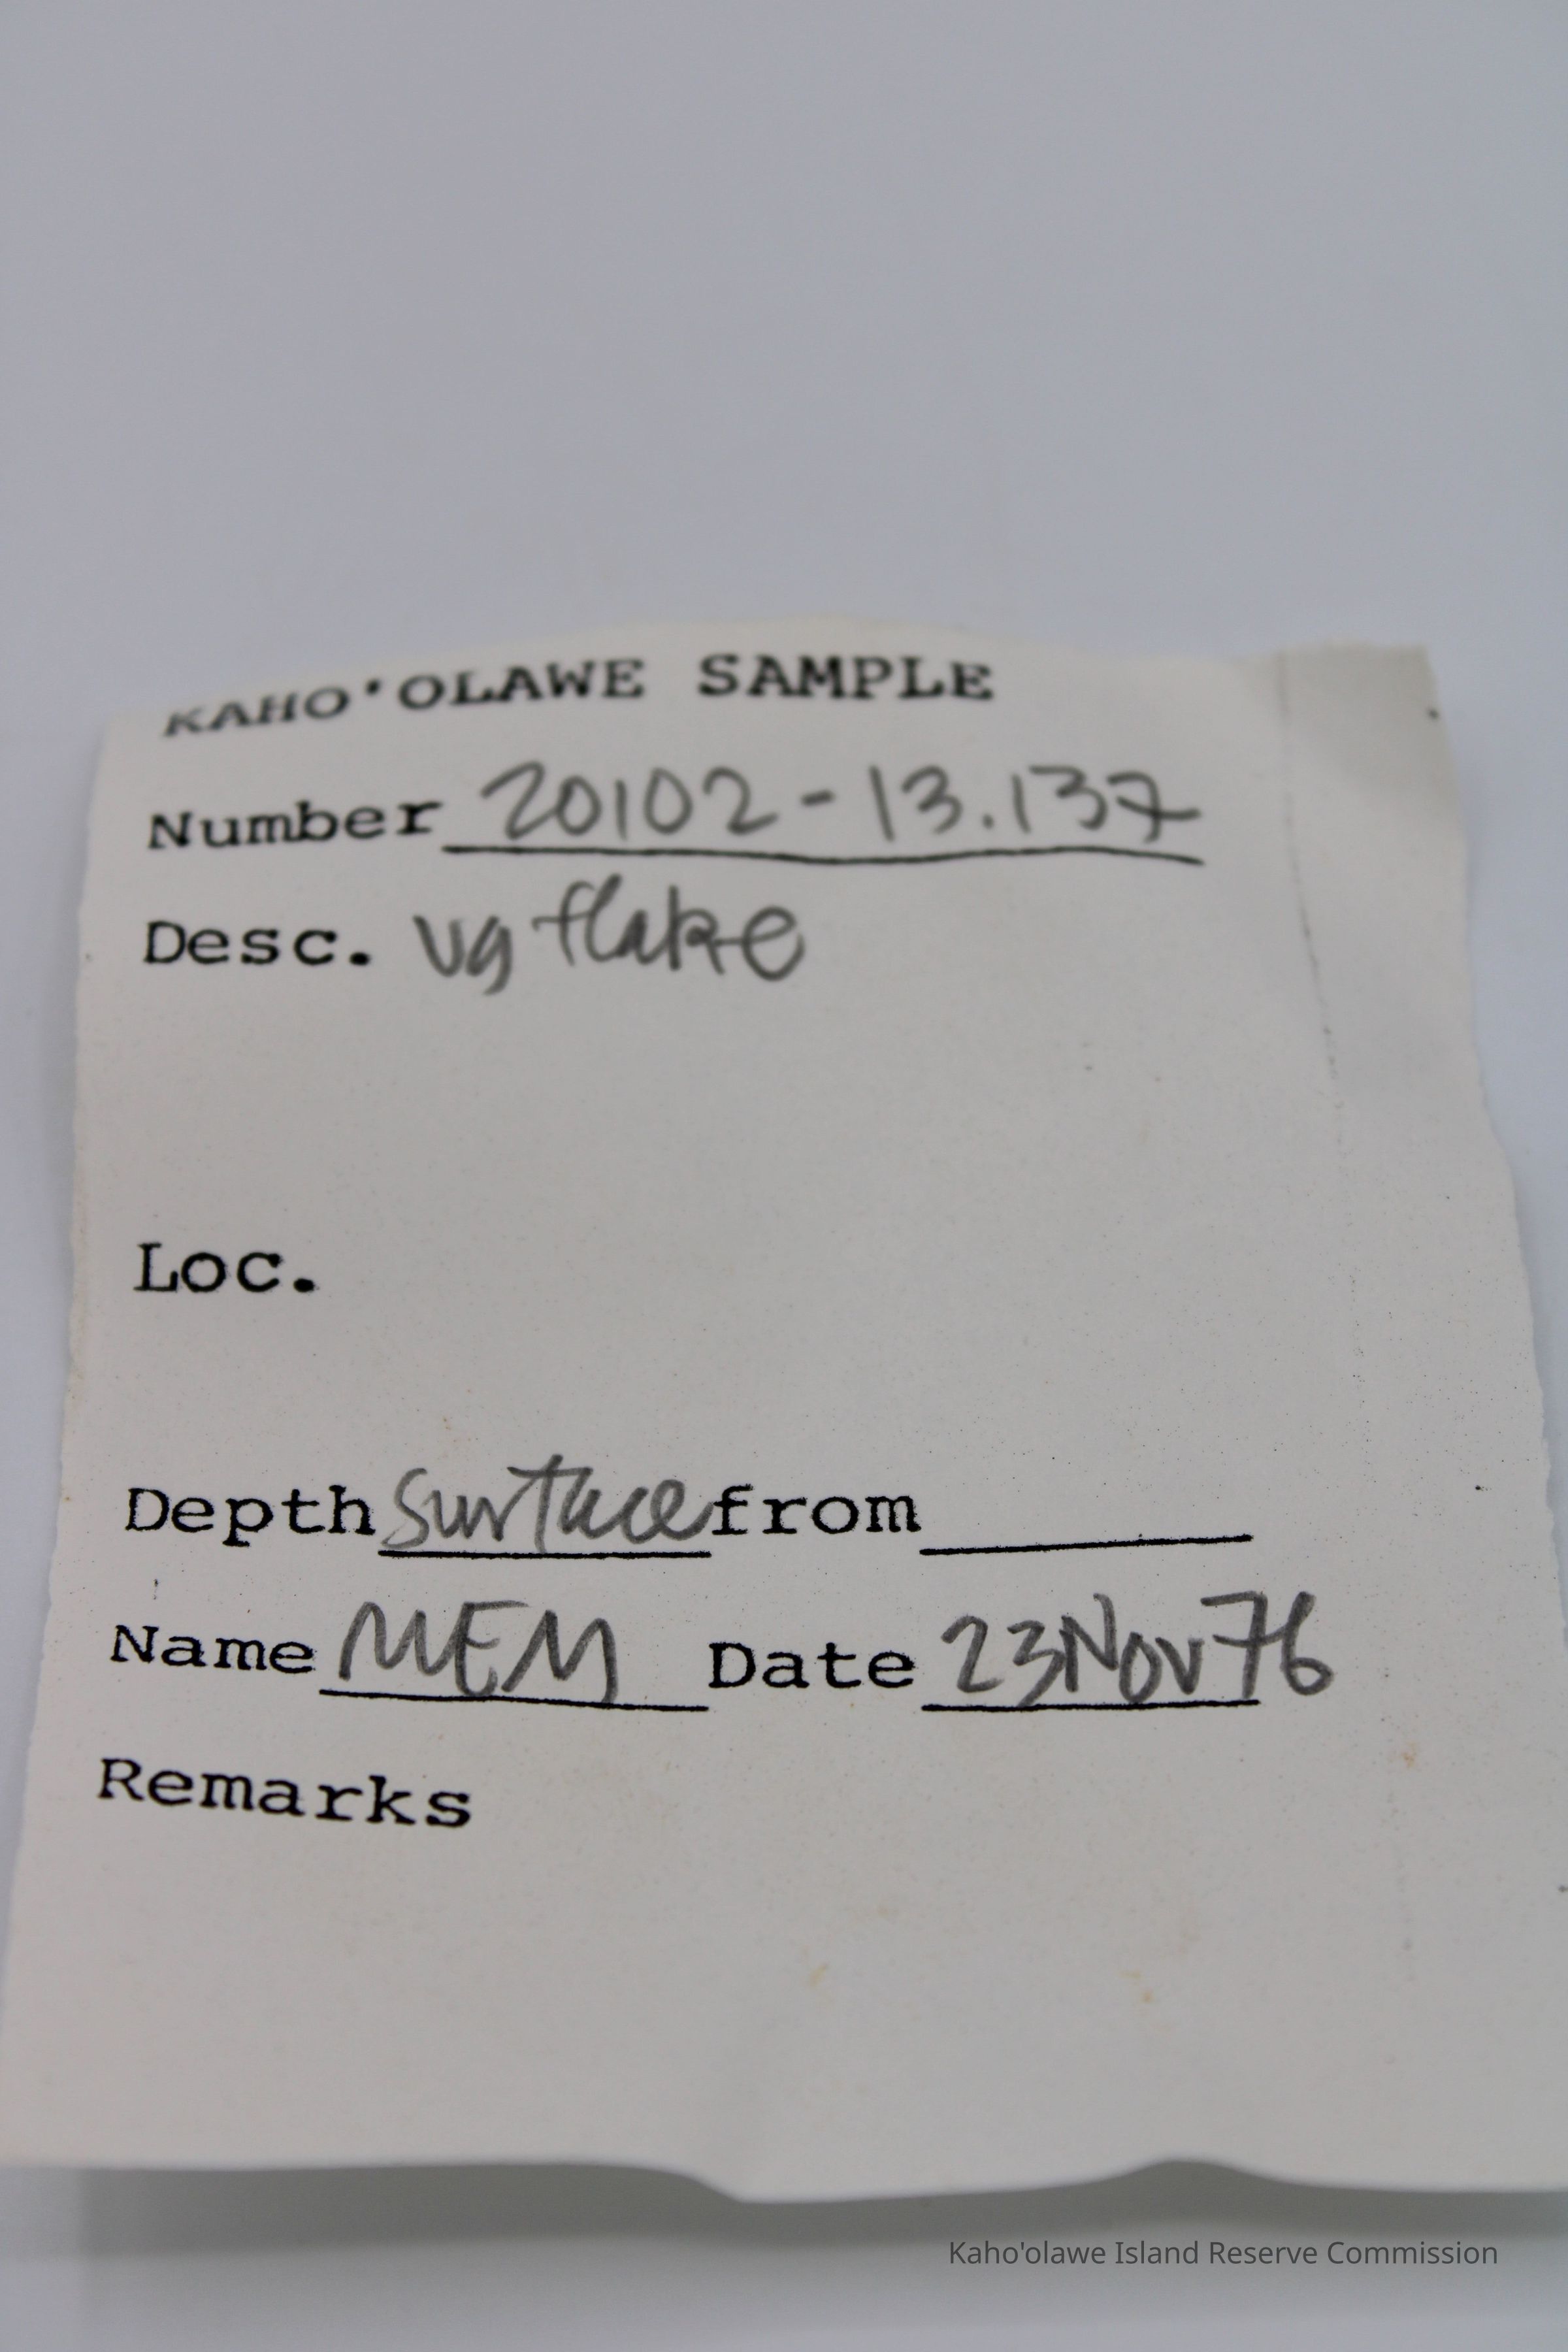 KAHO'OLAWE SAMPLE
Number 20102-13.137
Desc. vg flake
Loc.
Depth surface from
Name MEM Date 23Nov76
Remarks
Kaho'olawe Island Reserve Commission